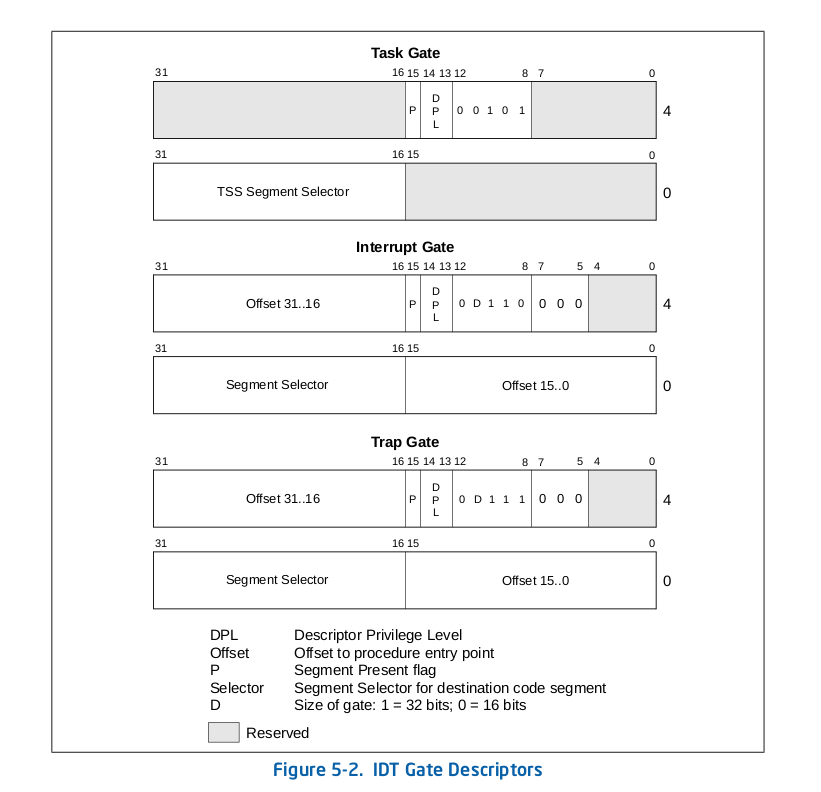 Task Gate
31 16 15 14 13 12 8 7 0
P D P L 0 0 1 0 1 4
31 16 15 0
TSS Segment Selector 0
Interrupt Gate
31 16 15 14 13 12 8 7 5 4 0
Offset 31..16 P D P L 0 D 1 1 0 0 0 0 4
31 16 15 0
Segment Selector Offset 15..0 0
Trap Gate
31 16 15 14 13 12 8 7 5 4 0
Offset 31..16 P D P L 0 D 1 1 1 0 0 0 4
31 16 15 0
Segment Selector Offset 15..0 0
DPL Descriptor Privilege Level
Offset Offset to procedure entry point
P Segment Present flag
Selector Segment Selector for destination code segment
D Size of gate: 1 = 32 bits; 0 = 16 bits
Reserved
Figure 5-2. IDT Gate Descriptors